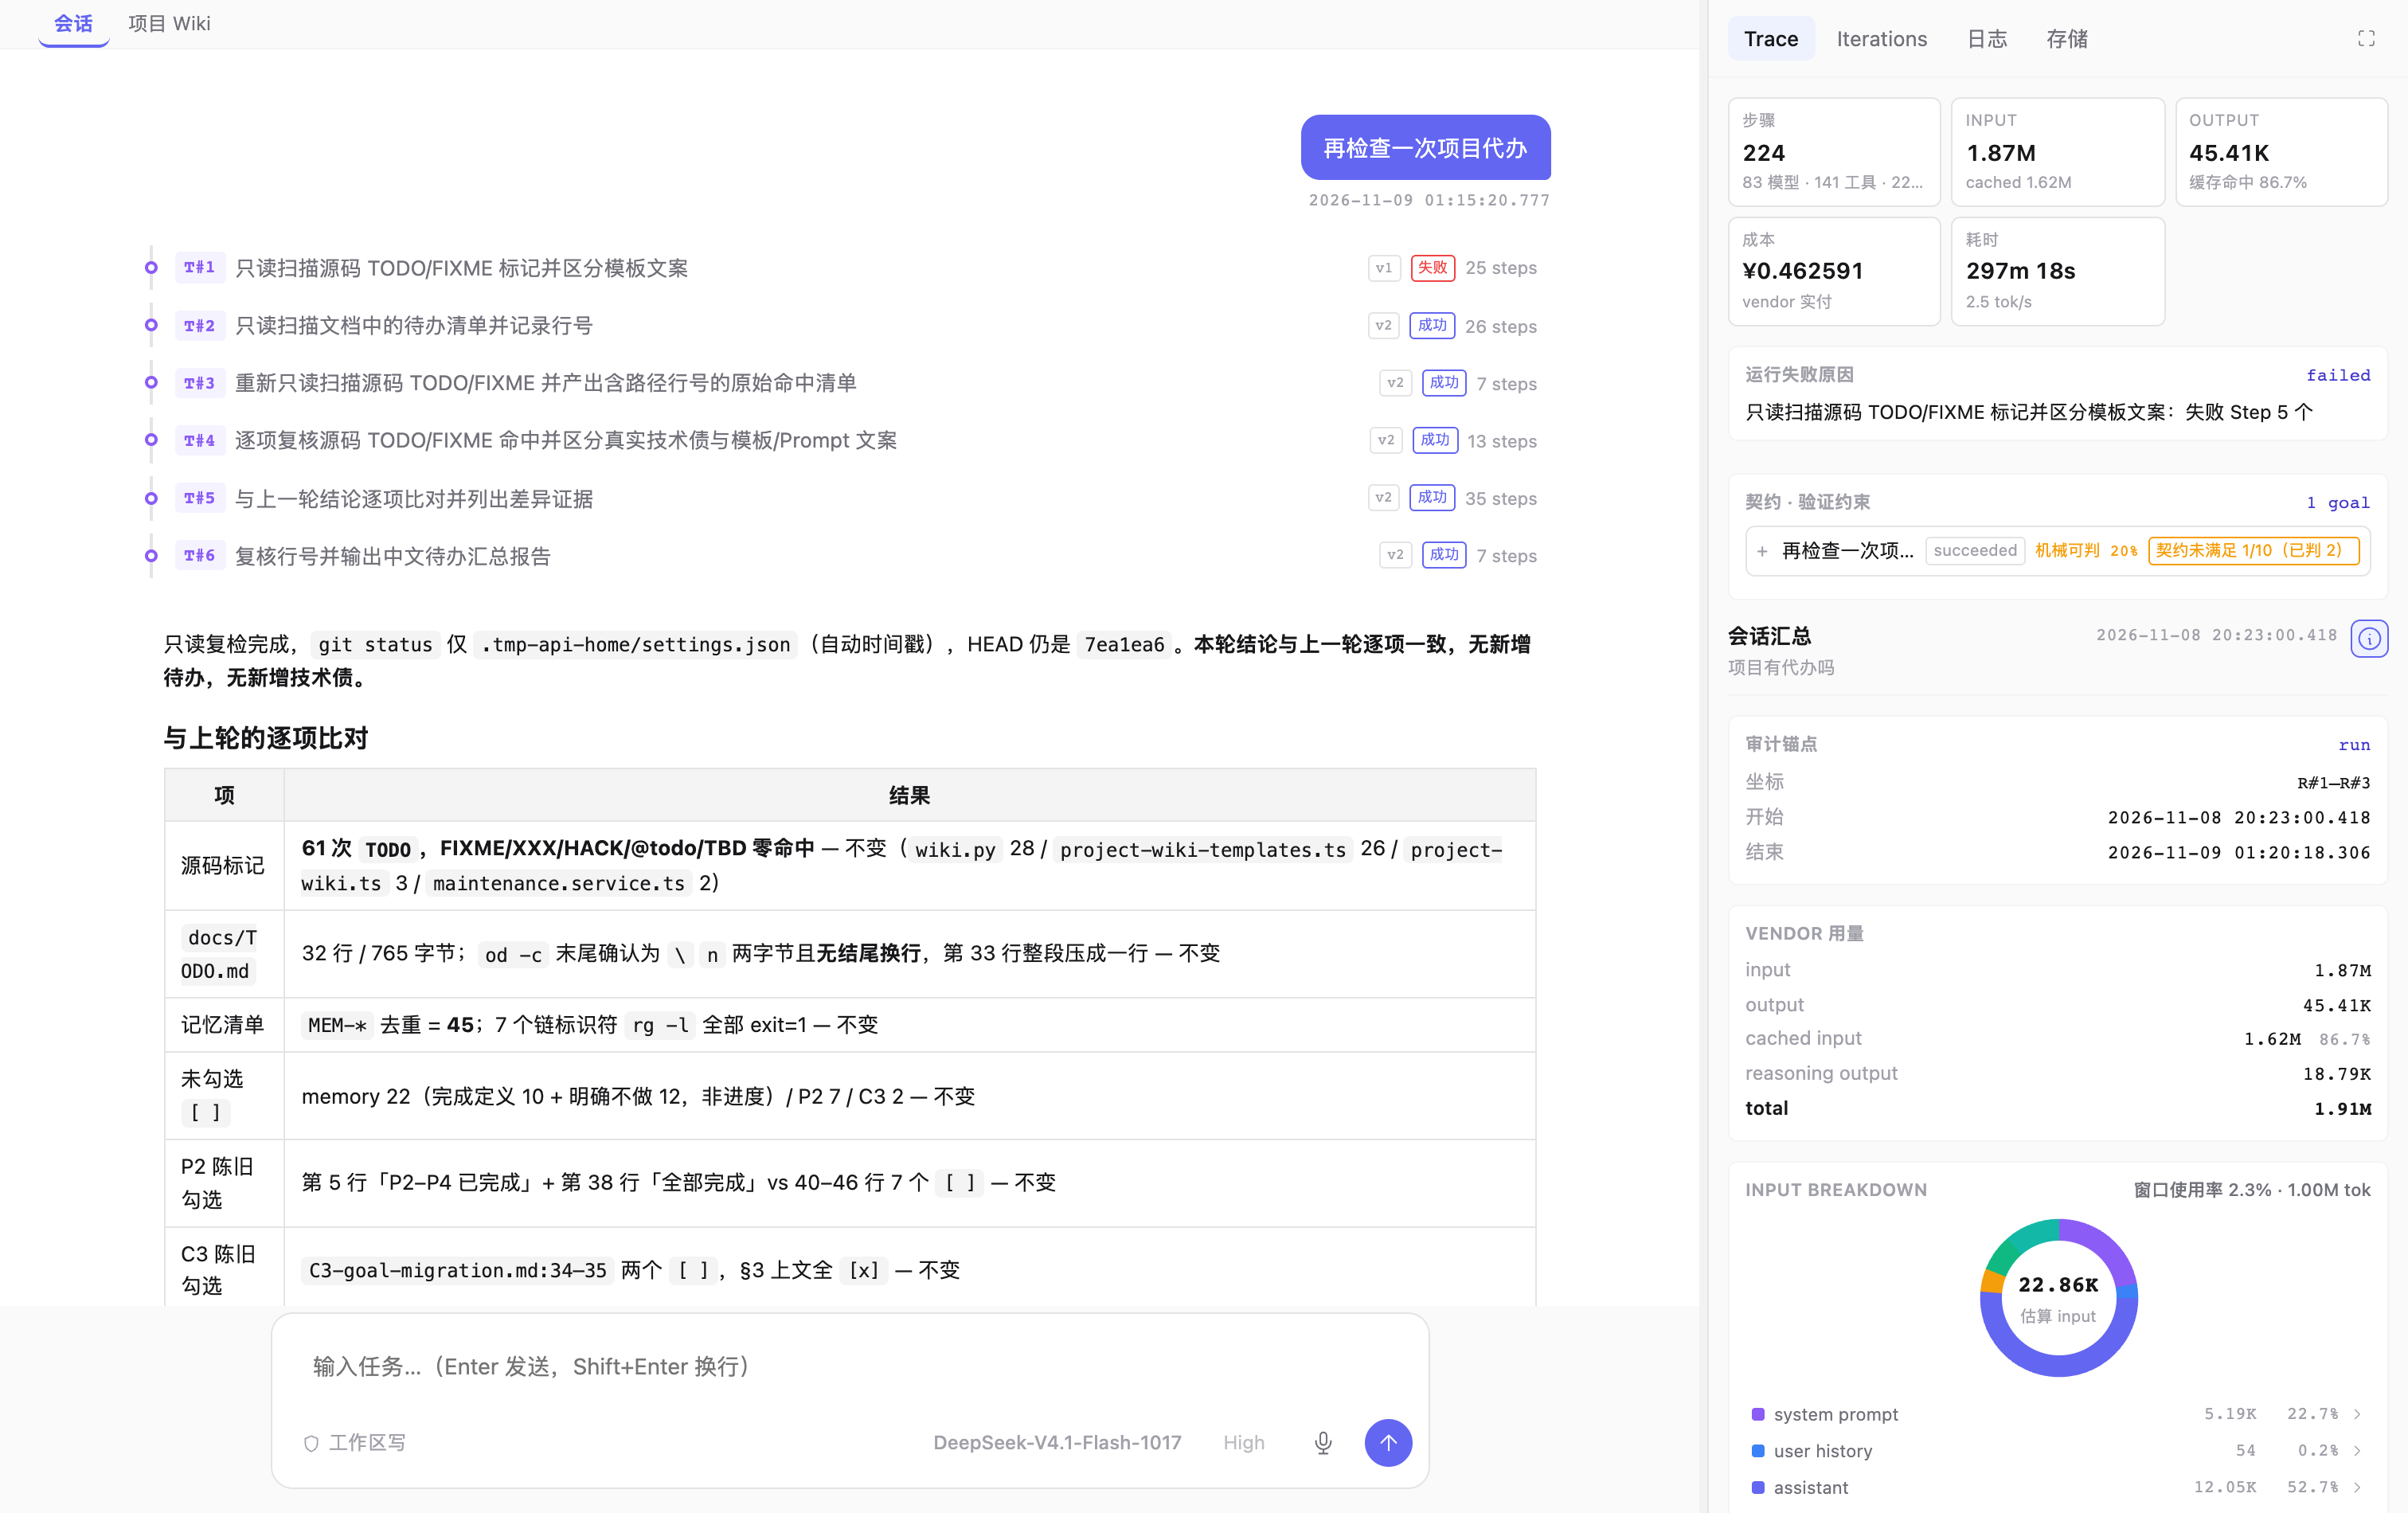 会话 项目 Wiki
再检查一次项目代办
2026-11-09 01:15:20.777
T#1 只读扫描源码 TODO/FIXME 标记并区分模板文案 v1 失败 25 steps
T#2 只读扫描文档中的待办清单并记录行号 v2 成功 26 steps
T#3 重新只读扫描源码 TODO/FIXME 并产出含路径行号的原始命中清单 v2 成功 7 steps
T#4 逐项复核源码 TODO/FIXME 命中并区分真实技术债与模板/Prompt 文案 v2 成功 13 steps
T#5 与上一轮结论逐项比对并列出差异证据 v2 成功 35 steps
T#6 复核行号并输出中文待办汇总报告 v2 成功 7 steps
只读复检完成， git status 仅 .tmp-api-home/settings.json （自动时间戳），HEAD 仍是 7ea1ea6 。本轮结论与上一轮逐项一致，无新增
待办，无新增技术债。
与上轮的逐项比对
项 结果
源码标记
61 次 TODO ，FIXME/XXX/HACK/@todo/TBD 零命中 — 不变（ wiki.py 28 / project-wiki-templates.ts 26 / project-
wiki.ts 3 / maintenance.service.ts 2）
docs/T
ODO.md
32 行 / 765 字节； od -c 末尾确认为 \ n 两字节且无结尾换行，第 33 行整段压成一行 — 不变
记忆清单 MEM-* 去重 = 45；7 个链标识符 rg -l 全部 exit=1 — 不变
未勾选
[ ]
memory 22（完成定义 10 + 明确不做 12，非进度）/ P2 7 / C3 2 — 不变
P2 陈旧
勾选
第 5 行「P2–P4 已完成」+ 第 38 行「全部完成」vs 40–46 行 7 个 [ ] — 不变
C3 陈旧
勾选
C3-goal-migration.md:34–35 两个 [ ] ，§3 上文全 [x] — 不变
输入任务...（Enter 发送，Shift+Enter 换行）
工作区写 DeepSeek-V4.1-Flash-1017 High
Trace Iterations 日志 存储
步骤
224
83 模型 · 141 工具 · 22...
INPUT
1.87M
cached 1.62M
OUTPUT
45.41K
缓存命中 86.7%
成本
¥0.462591
vendor 实付
耗时
297m 18s
2.5 tok/s
运行失败原因 failed
只读扫描源码 TODO/FIXME 标记并区分模板文案：失败 Step 5 个
契约 · 验证约束 1 goal
+ 再检查一次项... succeeded 机械可判 20% 契约未满足 1/10（已判 2）
会话汇总 2026-11-08 20:23:00.418
项目有代办吗
审计锚点 run
坐标 R#1—R#3
开始 2026-11-08 20:23:00.418
结束 2026-11-09 01:20:18.306
VENDOR 用量
input 1.87M
output 45.41K
cached input 1.62M 86.7%
reasoning output 18.79K
total 1.91M
INPUT BREAKDOWN 窗口使用率 2.3% · 1.00M tok
22.86K
估算 input
system prompt 5.19K 22.7%
user history 54 0.2%
assistant 12.05K 52.7%